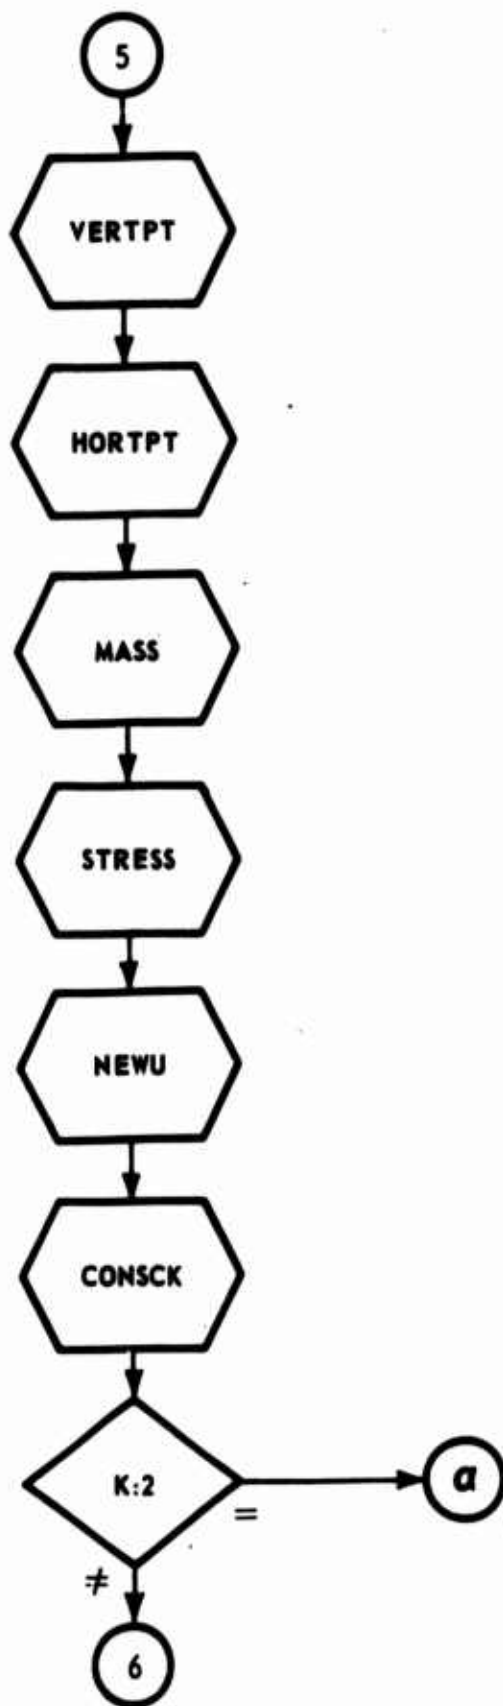 5
VERTPT
HORTPT
MASS
STRESS
NEWU
CONSCK
K:2
=
a
≠
6